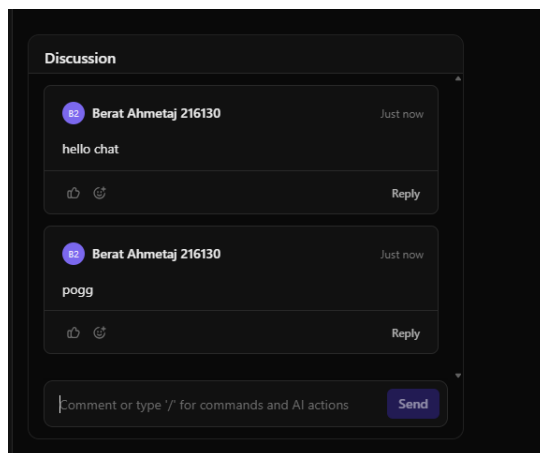 Discussion
B2 Berat Ahmetaj 216130 Just now
hello chat
Reply
B2 Berat Ahmetaj 216130 Just now
pogg
Reply
Comment or type '/' for commands and AI actions Send